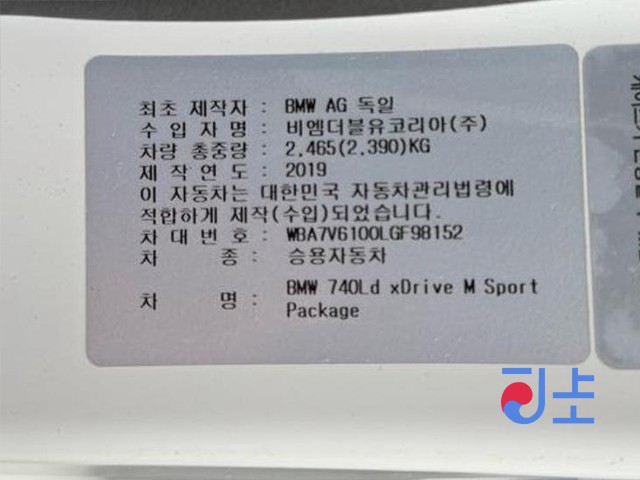 최초 제작자 : BMW AG 독일
수 입 자 명 : 비엠더블유코리아(주)
차량 총중량 : 2,465(2,390)KG
제 작 연 도 : 2019
이 자동차는 대한민국 자동차관리법령에
적합하게 제작(수입)되었습니다.
차 대 번 호 : WBA7V6100LGF98152
차 종 : 승용자동차
차 명 : BMW 740Ld xDrive M Sport
Package